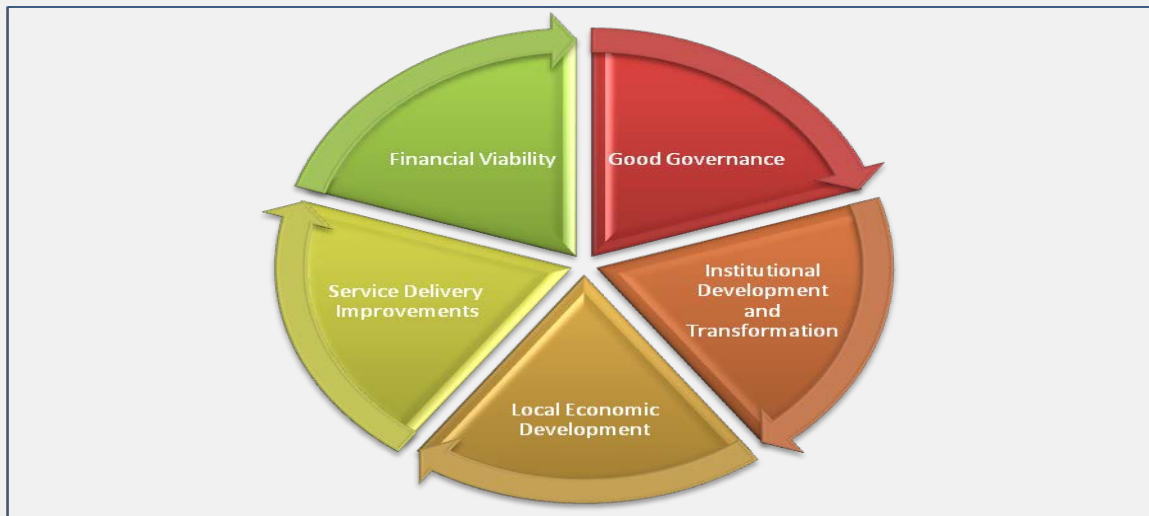 Financial Viability
Good Governance
Institutional
Development
and
Transformation
Service Delivery
Improvements
Local Economic
Development